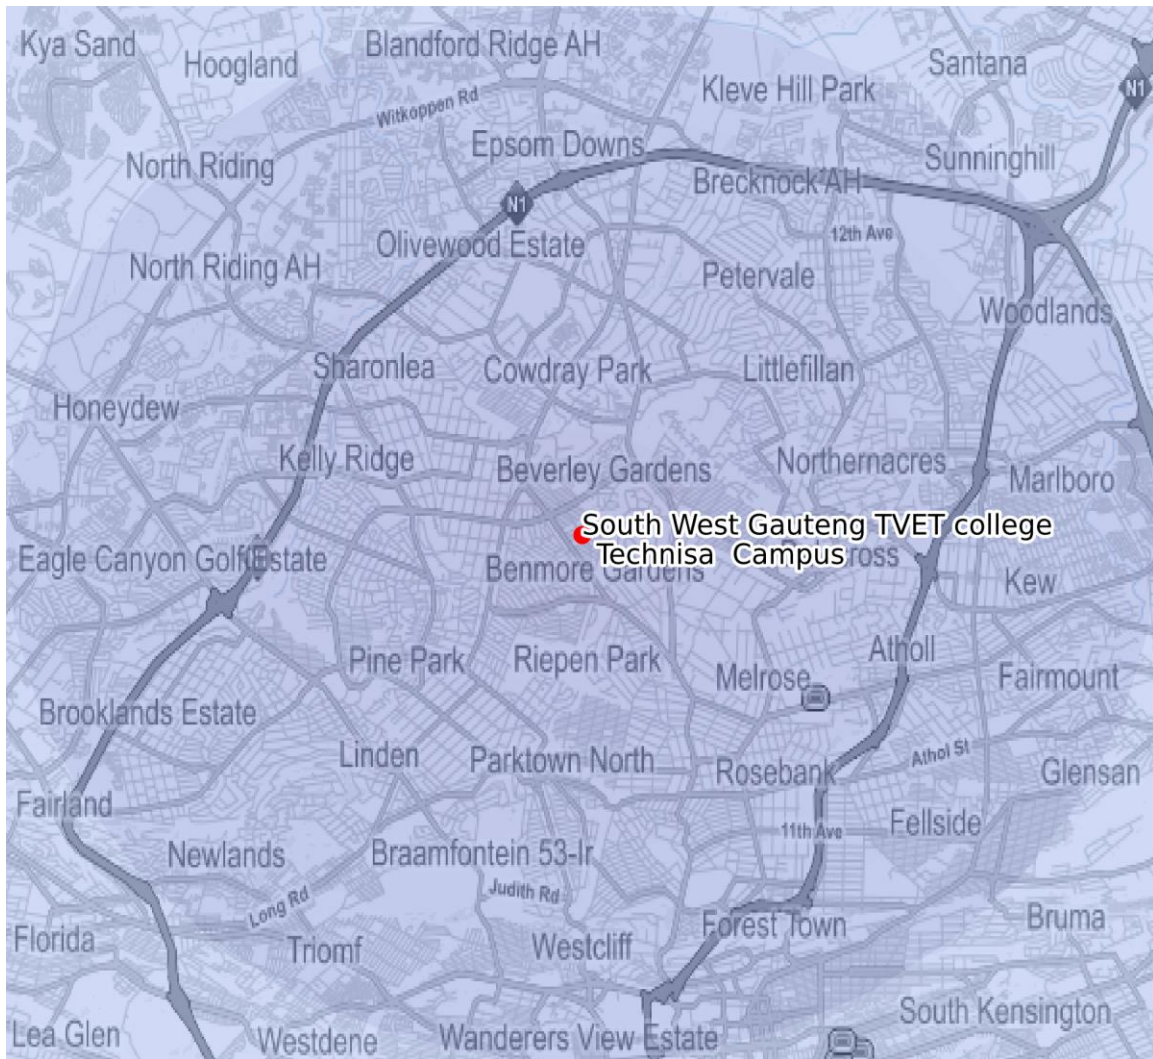 Kya Sand
Blandford Ridge AH
Santana
Hoogland
Kleve Hill Park
N1
Witkoppen Rd
Epsom Downs
North Riding
Sunninghill
Brecknock AH
N1
Olivewood Estate
12th Ave
North Riding AH
Petervale
Woodlands
Sharonlea
Cowdray Park
Littlefillan
Honeydew
Kelly Ridge
Beverley Gardens
Northernacres
Marlboro
South West Gauteng TVET college
Technisa Campus
Eagle Canyon Golf Estate
Benmore Gardens
Kew
Pine Park
Riepen Park
Atholl
Melrose
Fairmount
Brooklands Estate
Linden
Parktown North
Rosebank
Athol St
Glensan
Fairland
11th Ave
Fellside
Newlands
Braamfontein 53-Ir
Long Rd
Judith Rd
Forest Town
Bruma
Florida
Triomf
Westcliff
South Kensington
Lea Glen
Westdene
Wanderers View Estate